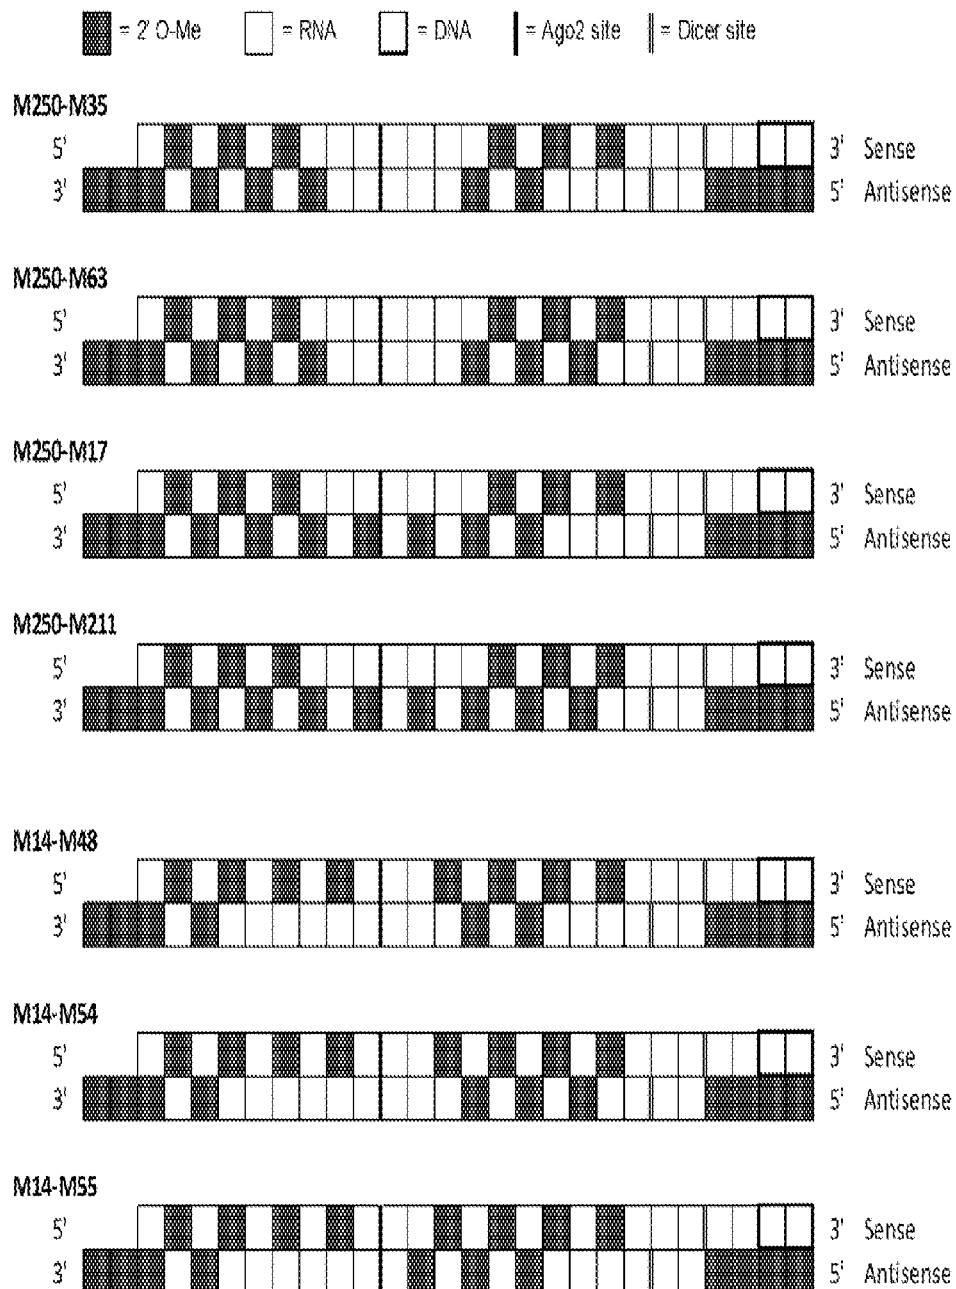 = 2' O-Me = RNA = DNA = Ago2 site = Dicer site
M250-M35
5' 3' Sense
3' 5' Antisense
M250-M63
5' 3' Sense
3' 5' Antisense
M250-M17
5' 3' Sense
3' 5' Antisense
M250-M211
5' 3' Sense
3' 5' Antisense
M14-M48
5' 3' Sense
3' 5' Antisense
M14-M54
5' 3' Sense
3' 5' Antisense
M14-M55
5' 3' Sense
3' 5' Antisense